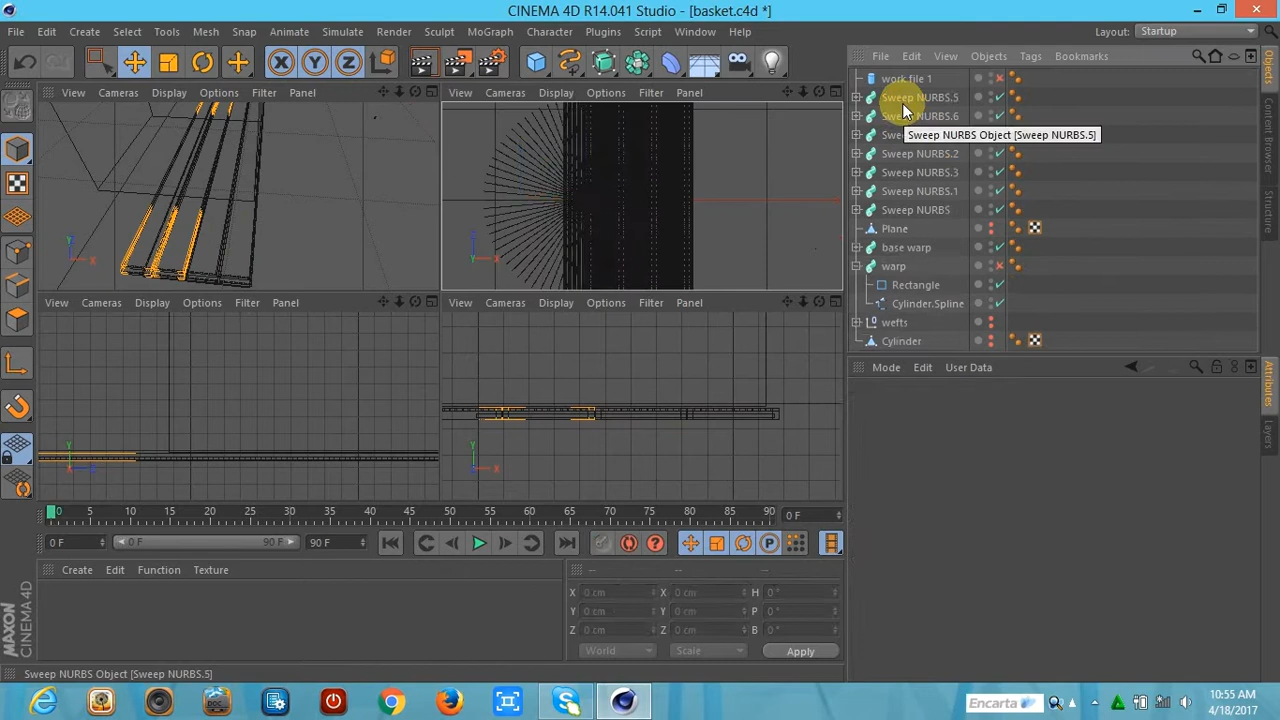 CINEMA 4D R14.041 Studio - [basket.c4d *]
File Edit Create Select Tools Mesh Snap Animate Simulate Render Sculpt MoGraph Character Plugins Script Window Help
Layout: Startup
File Edit View Objects Tags Bookmarks
work file 1
Sweep NURBS.5
Sweep NURBS.6
Sweep NURBS Object [Sweep NURBS.5]
Sweep NURBS.2
Sweep NURBS.3
Sweep NURBS.1
Sweep NURBS
Plane
base warp
warp
Rectangle
Cylinder.Spline
wefts
Cylinder
Objects
Content Browser
Structure
View Cameras Display Options Filter Panel
View Cameras Display Options Filter Panel
View Cameras Display Options Filter Panel
View Cameras Display Options Filter Panel
Mode Edit User Data
Attributes
Layers
0 5 10 15 20 25 30 35 40 45 50 55 60 65 70 75 80 85 90 0 F
0 F 0 F 90 F 90 F
Create Edit Function Texture
-- -- --
X 0 cm X 0 cm H 0 °
Y 0 cm Y 0 cm P 0 °
Z 0 cm Z 0 cm B 0 °
World Scale Apply
MAXON
CINEMA 4D
Sweep NURBS Object [Sweep NURBS.5]
Encarta
10:55 AM
4/18/2017